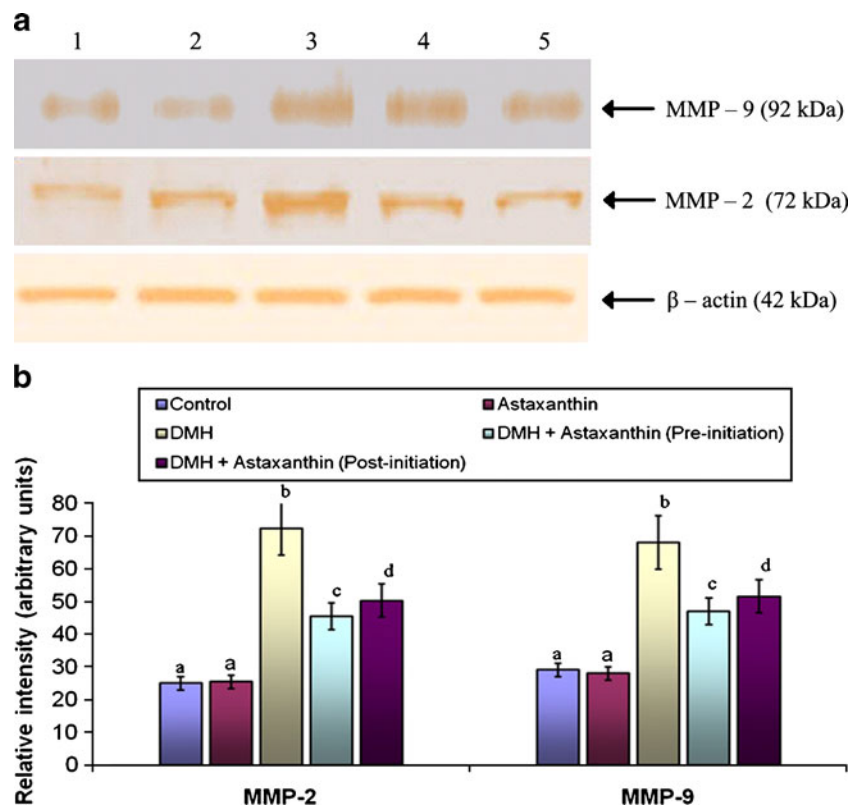 a
1 2 3 4 5
MMP – 9 (92 kDa)
MMP – 2 (72 kDa)
β – actin (42 kDa)
b
Control Astaxanthin
DMH DMH + Astaxanthin (Pre-initiation)
DMH + Astaxanthin (Post-initiation)
Relative intensity (arbitrary units)
80
70
60
50
40
30
20
10
0
a a b c d
a a b c d
MMP-2 MMP-9